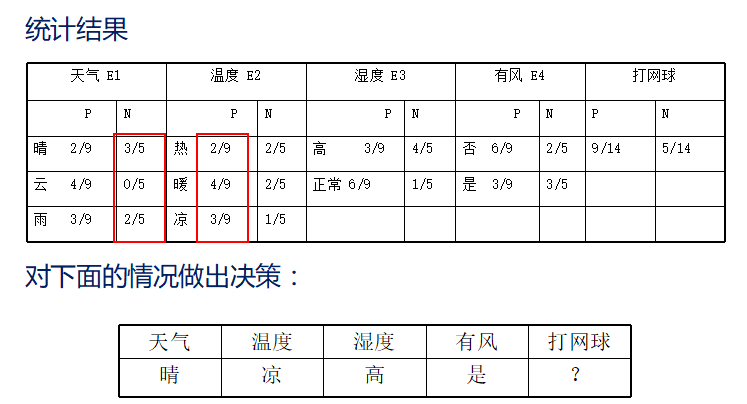 统计结果
天气 E1 温度 E2 湿度 E3 有风 E4 打网球
P N P N P N P N P N
晴 2/9 3/5 热 2/9 2/5 高 3/9 4/5 否 6/9 2/5 9/14 5/14
云 4/9 0/5 暖 4/9 2/5 正常 6/9 1/5 是 3/9 3/5
雨 3/9 2/5 凉 3/9 1/5
对下面的情况做出决策：
天气 温度 湿度 有风 打网球
晴 凉 高 是 ？